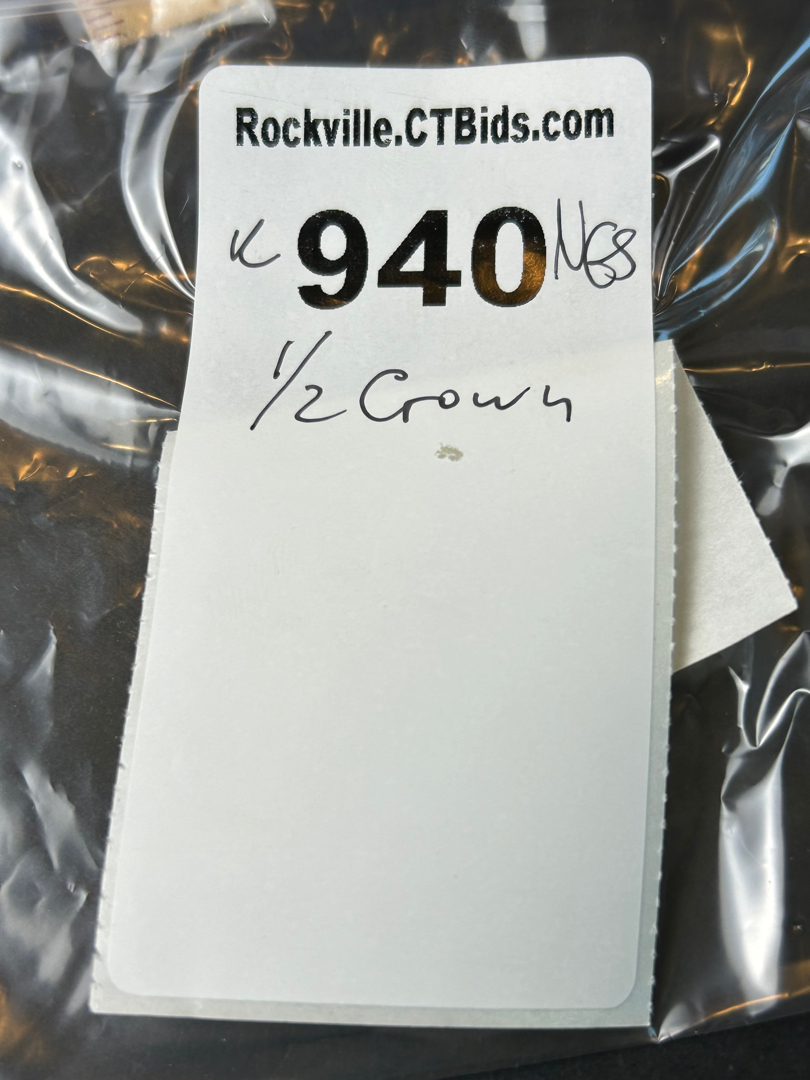 Rockville.CTBids.com
K 940 NGS
1/2 Crown